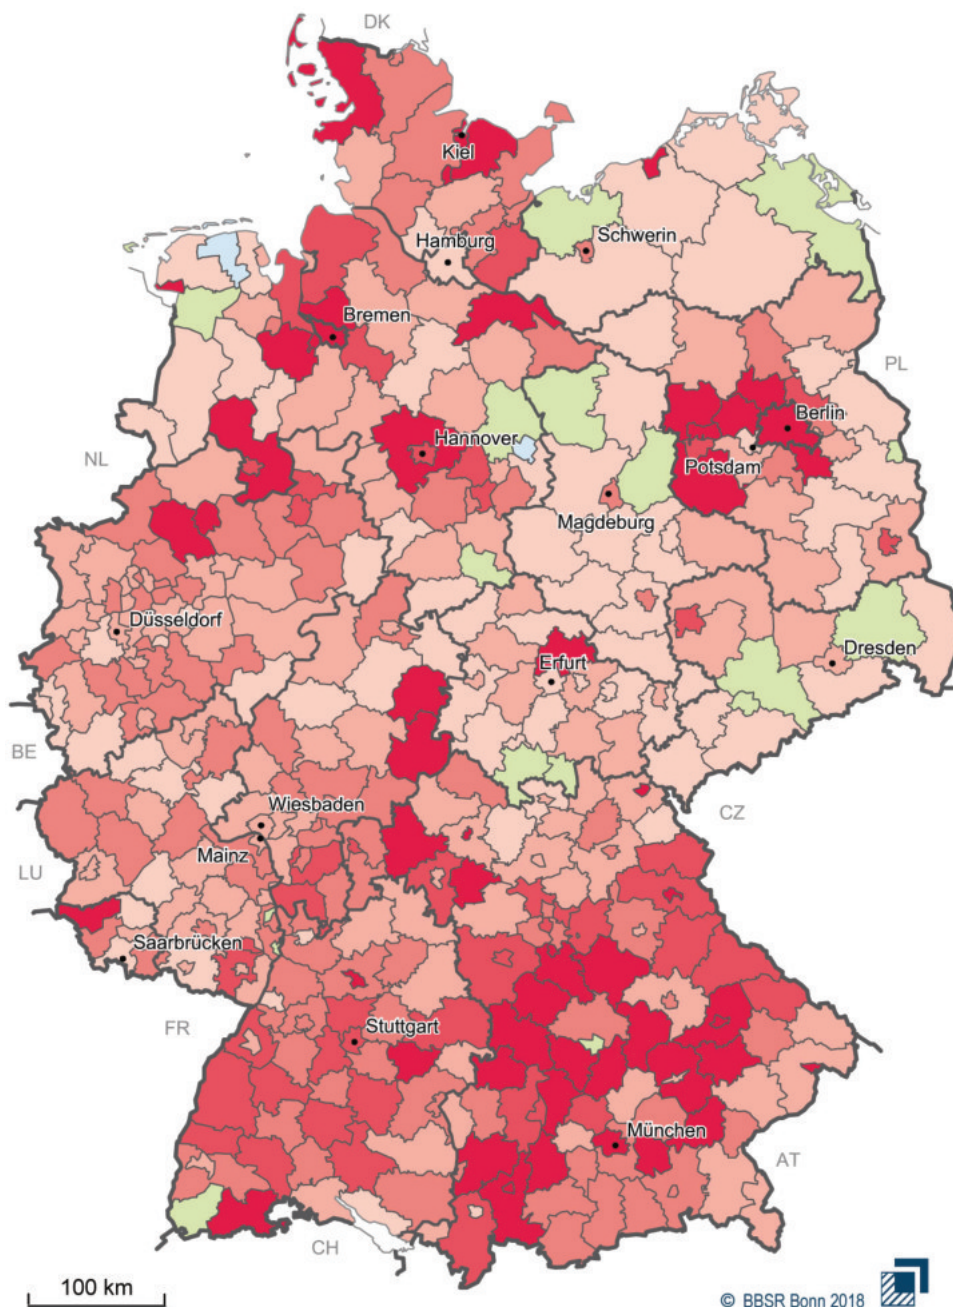 DK
Kiel
Hamburg
Schwerin
Bremen
PL
Berlin
Hannover
NL
Potsdam
Magdeburg
Düsseldorf
Dresden
Erfurt
BE
Wiesbaden
CZ
Mainz
LU
Saarbrücken
FR
Stuttgart
München
AT
CH
100 km
© BBSR Bonn 2018